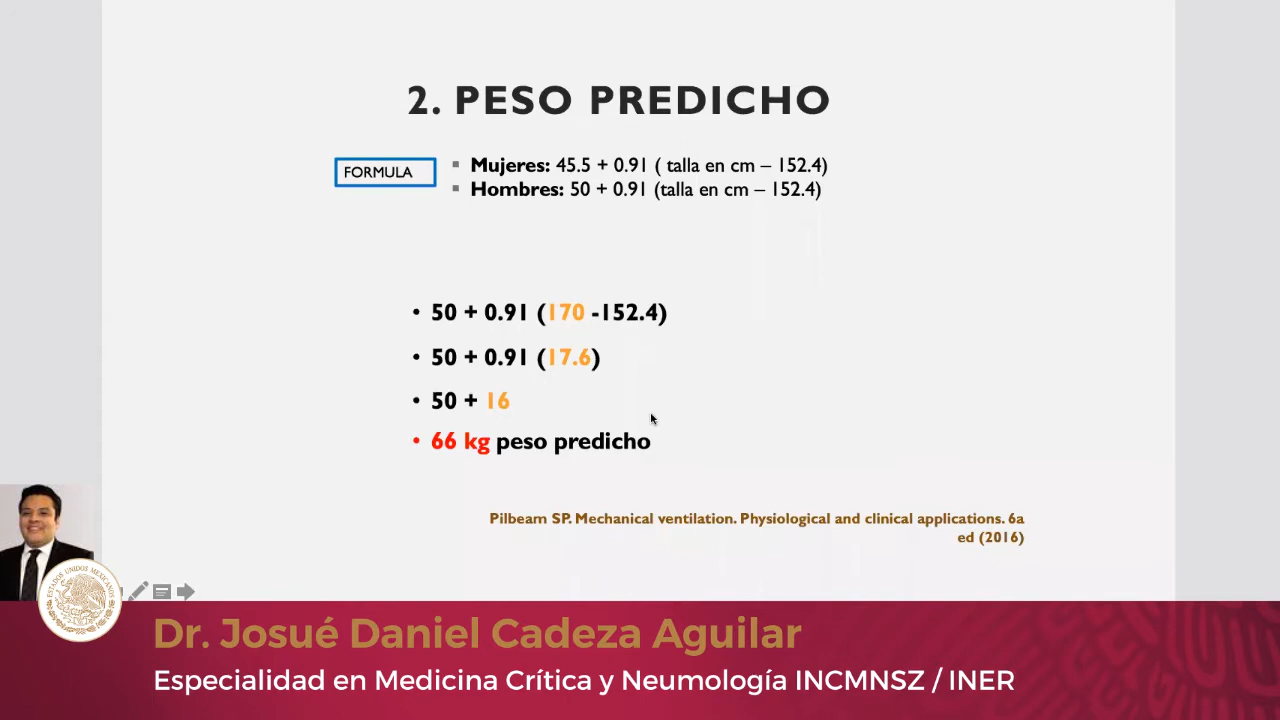 2. PESO PREDICHO
FORMULA
▪ Mujeres: 45.5 + 0.91 ( talla en cm – 152.4)
▪ Hombres: 50 + 0.91 (talla en cm – 152.4)
• 50 + 0.91 (170 -152.4)
• 50 + 0.91 (17.6)
• 50 + 16
• 66 kg peso predicho
Pilbeam SP. Mechanical ventilation. Physiological and clinical applications. 6a
ed (2016)
ESTADOS UNIDOS MEXICANOS
Dr. Josué Daniel Cadeza Aguilar
Especialidad en Medicina Crítica y Neumología INCMNSZ / INER